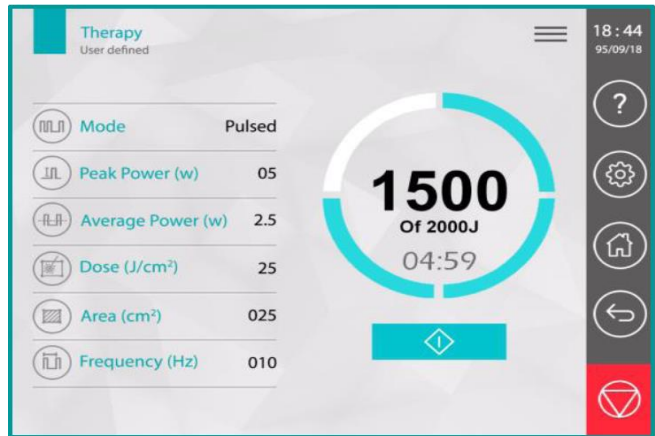 Therapy
User defined
18:44
95/09/18
?
Mode Pulsed
Peak Power (w) 05
Average Power (w) 2.5
Dose (J/cm²) 25
Area (cm²) 025
Frequency (Hz) 010
1500
Of 2000J
04:59